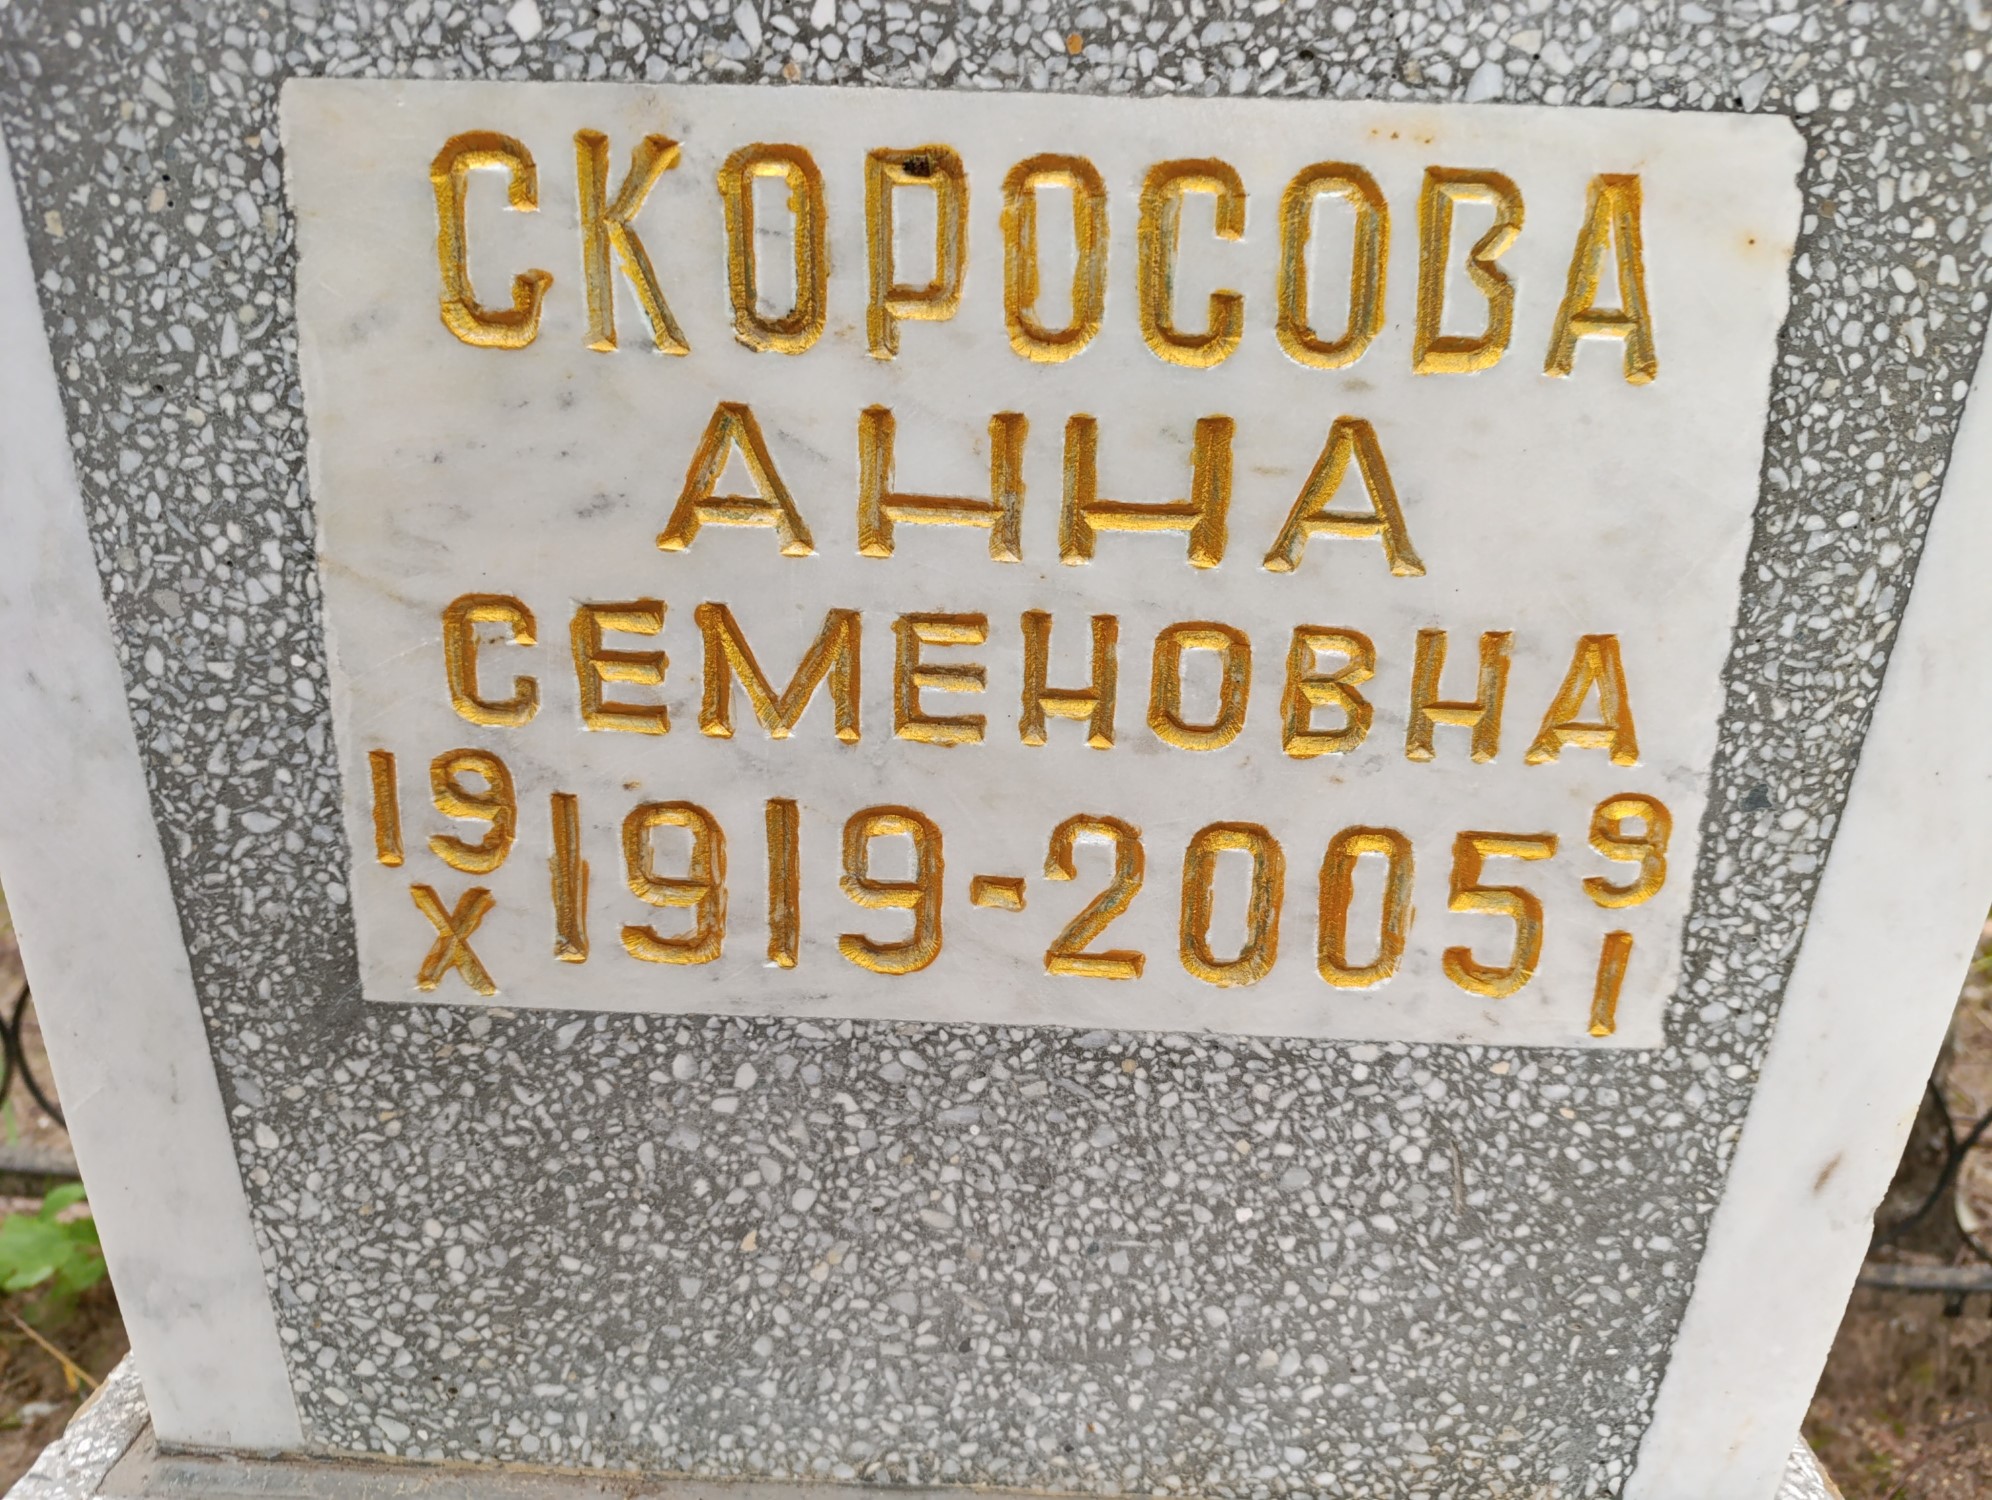 СКОРОСОВА
АННА
СЕМЕНОВНА
19 X 1919-2005 9 I